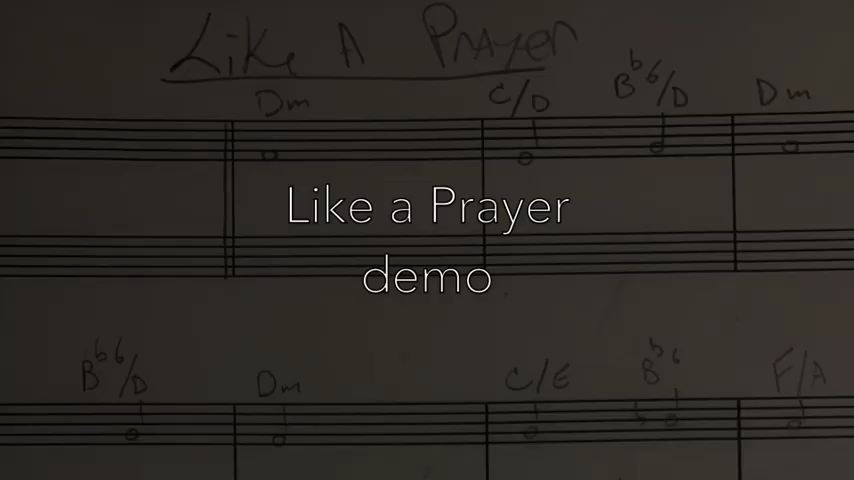 Like A Prayer
Dm C/D Bb6/D Dm
Like a Prayer
demo
Bb6/D Dm C/E Bb6 F/A